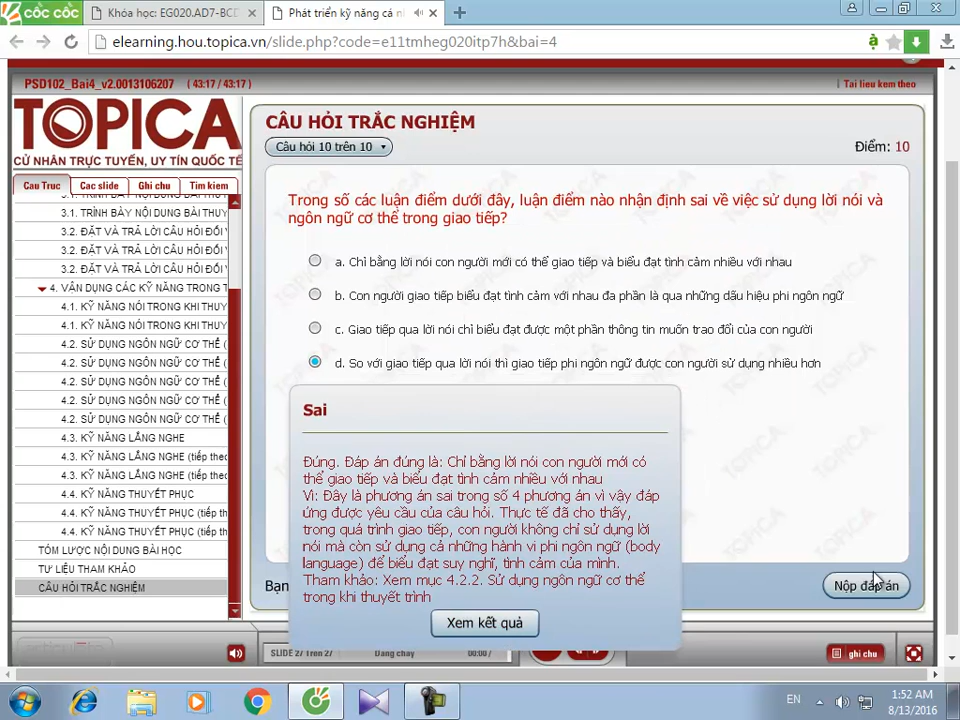 cốc cốc
Khóa học: EG020.AD7-BCD
Phát triển kỹ năng cá n
elearning.hou.topica.vn/slide.php?code=e11tmheg020itp7h&bai=4
PSD102_Bai4_v2.0013106207 ( 43:17 / 43:17 )
Tai lieu kem theo
TOPICA
CỬ NHÂN TRỰC TUYẾN, UY TÍN QUỐC TẾ
Cau Truc
Cac slide
Ghi chu
Tim kiem
3.1. TRÌNH BÀY NỘI DUNG BÀI THUY
3.1. TRÌNH BÀY NỘI DUNG BÀI THUY
3.2. ĐẶT VÀ TRẢ LỜI CÂU HỎI ĐỐI
3.2. ĐẶT VÀ TRẢ LỜI CÂU HỎI ĐỐI
3.2. ĐẶT VÀ TRẢ LỜI CÂU HỎI ĐỐI
4. VẬN DỤNG CÁC KỸ NĂNG TRONG T
4.1. KỸ NĂNG NÓI TRONG KHI THUY
4.1. KỸ NĂNG NÓI TRONG KHI THUY
4.2. SỬ DỤNG NGÔN NGỮ CƠ THỂ (
4.2. SỬ DỤNG NGÔN NGỮ CƠ THỂ (
4.2. SỬ DỤNG NGÔN NGỮ CƠ THỂ (
4.2. SỬ DỤNG NGÔN NGỮ CƠ THỂ (
4.2. SỬ DỤNG NGÔN NGỮ CƠ THỂ (
4.3. KỸ NĂNG LẮNG NGHE
4.3. KỸ NĂNG LẮNG NGHE (tiếp theo
4.3. KỸ NĂNG LẮNG NGHE (tiếp theo
4.4. KỸ NĂNG THUYẾT PHỤC
4.4. KỸ NĂNG THUYẾT PHỤC (tiếp th
4.4. KỸ NĂNG THUYẾT PHỤC (tiếp th
TÓM LƯỢC NỘI DUNG BÀI HỌC
TƯ LIỆU THAM KHẢO
CÂU HỎI TRẮC NGHIỆM
CÂU HỎI TRẮC NGHIỆM
Câu hỏi 10 trên 10
Điểm: 10
Trong số các luận điểm dưới đây, luận điểm nào nhận định sai về việc sử dụng lời nói và
ngôn ngữ cơ thể trong giao tiếp?
a. Chỉ bằng lời nói con người mới có thể giao tiếp và biểu đạt tình cảm nhiều với nhau
b. Con người giao tiếp biểu đạt tình cảm với nhau đa phần là qua những dấu hiệu phi ngôn ngữ
c. Giao tiếp qua lời nói chỉ biểu đạt được một phần thông tin muốn trao đổi của con người
d. So với giao tiếp qua lời nói thì giao tiếp phi ngôn ngữ được con người sử dụng nhiều hơn
Sai
Đúng. Đáp án đúng là: Chỉ bằng lời nói con người mới có
thể giao tiếp và biểu đạt tình cảm nhiều với nhau
Vì: Đây là phương án sai trong số 4 phương án vì vậy đáp
ứng được yêu cầu của câu hỏi. Thực tế đã cho thấy,
trong quá trình giao tiếp, con người không chỉ sử dụng lời
nói mà còn sử dụng cả những hành vi phi ngôn ngữ (body
language) để biểu đạt suy nghĩ, tình cảm của mình.
Tham khảo: Xem mục 4.2.2. Sử dụng ngôn ngữ cơ thể
trong khi thuyết trình
Xem kết quả
Bạn
Nộp đáp án
SLIDE 27 Trên 27
Dang chay
00:00 /
ghi chu
EN
1:52 AM
8/13/2016